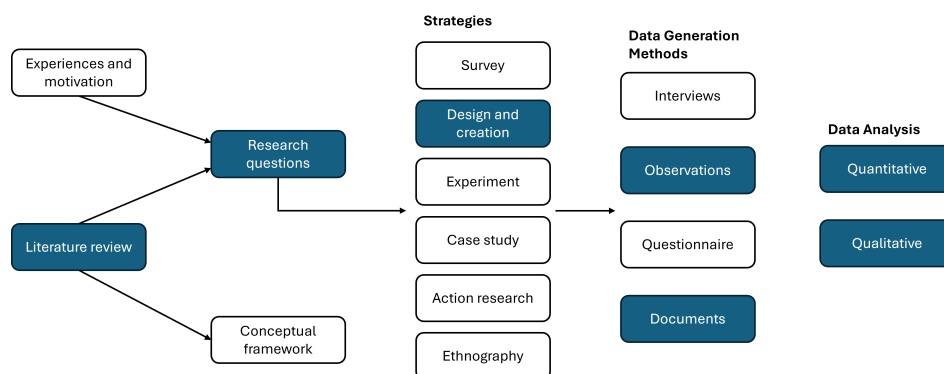 Experiences and
motivation
Literature review
Research
questions
Conceptual
framework
Strategies
Survey
Design and
creation
Experiment
Case study
Action research
Ethnography
Data Generation
Methods
Interviews
Observations
Questionnaire
Documents
Data Analysis
Quantitative
Qualitative